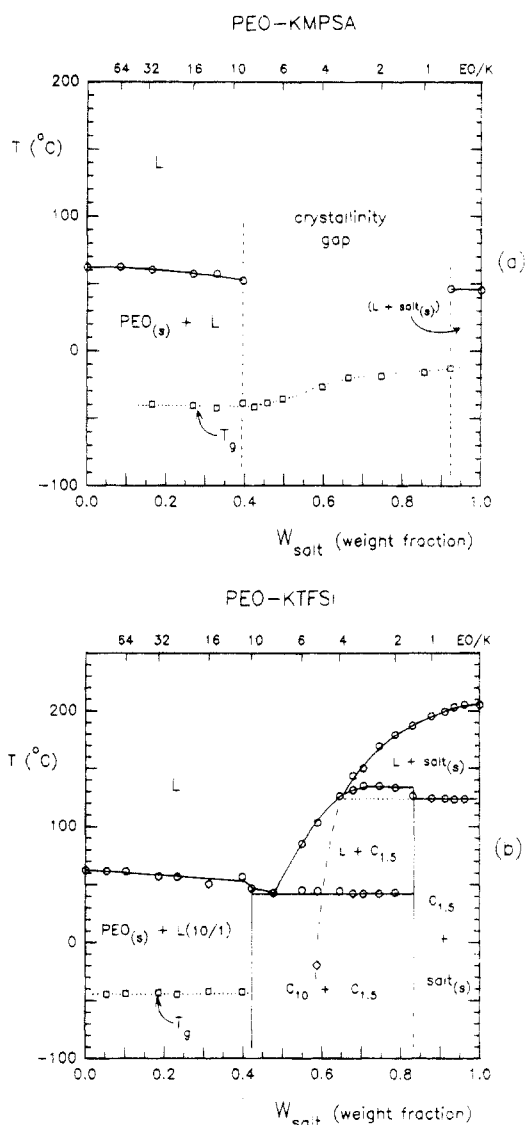 PEO-KMPSA
64 32 16 10 6 4 2 1 EO/K
200
T (°C)
L
100
crystallinity
gap
(a)
(L + salt(s))
PEO(s) + L
0
Tg
-100
0.0 0.2 0.4 0.6 0.8 1.0
Wsalt (weight fraction)
PEO-KTFSI
64 32 16 10 6 4 2 1 EO/K
200
T (°C)
L + salt(s)
L
(b)
100
L + C1.5
C1.5
+
salt(s)
PEO(s) + L(10/1)
0
C10 + C1.5
Tg
-100
0.0 0.2 0.4 0.6 0.8 1.0
Wsalt (weight fraction)